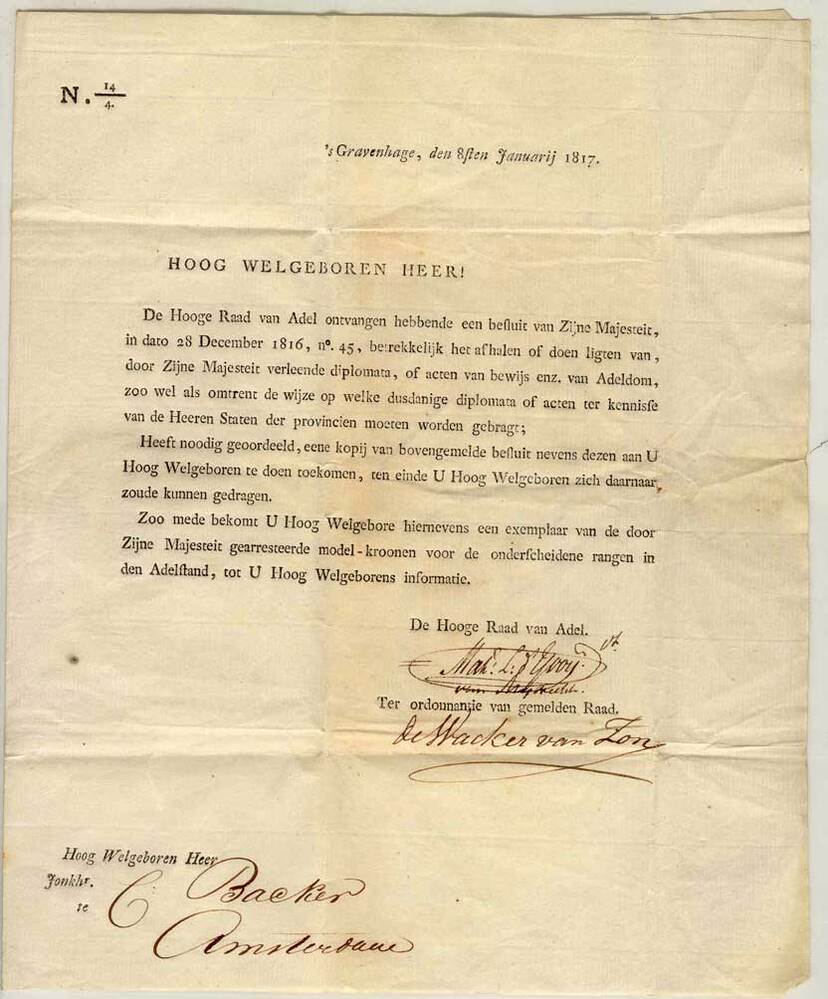 N. 14/4.
's Gravenhage, den 8ſten Januarij 1817.
HOOG WELGEBOREN HEER!
De Hooge Raad van Adel ontvangen hebbende een beſluit van Zijne Majesteit,
in dato 28 December 1816, nº. 45, betrekkelijk het afhalen of doen ligten van,
door Zijne Majesteit verleende diplomata, of acten van bewijs enz. van Adeldom,
zoo wel als omtrent de wijze op welke dusdanige diplomata of acten ter kennisſe
van de Heeren Staten der provincien moeten worden gebragt;
Heeft noodig geoordeeld, eene kopij van bovengemelde beſluit nevens dezen aan U
Hoog Welgeboren te doen toekomen, ten einde U Hoog Welgeboren zich daarnaar,
zoude kunnen gedragen.
Zoo mede bekomt U Hoog Welgebore hiernevens een exemplaar van de door
Zijne Majesteit gearresteerde model-kroonen voor de onderſcheidene rangen in
den Adelſtand, tot U Hoog Welgeborens informatie.
De Hooge Raad van Adel.
Ter ordonnantie van gemelden Raad.
de Wacker van Zon
Hoog Welgeboren Heer
Jonkhr.
C. Backer
te
Amsterdam